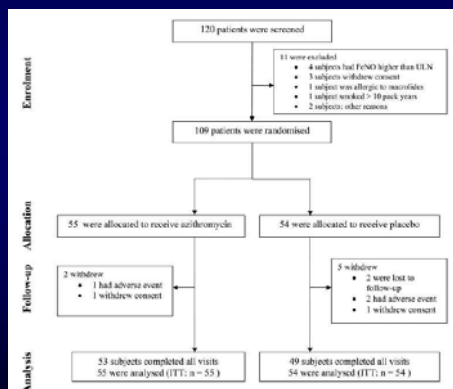 120 patients were screened
11 were excluded
• 4 subjects had FeNO higher than ULN
• 3 subjects withdrew consent
• 1 subject was allergic to macrolides
• 1 subject smoked > 10 pack years
• 2 subjects: other reasons
Enrolment
109 patients were randomised
Allocation
55 were allocated to receive azithromycin
54 were allocated to receive placebo
Follow-up
2 withdrew
• 1 had adverse event
• 1 withdrew consent
5 withdrew
• 2 were lost to
follow-up
• 2 had adverse event
• 1 withdrew consent
Analysis
53 subjects completed all visits
55 were analysed (ITT: n = 55 )
49 subjects completed all visits
54 were analysed (ITT: n = 54 )